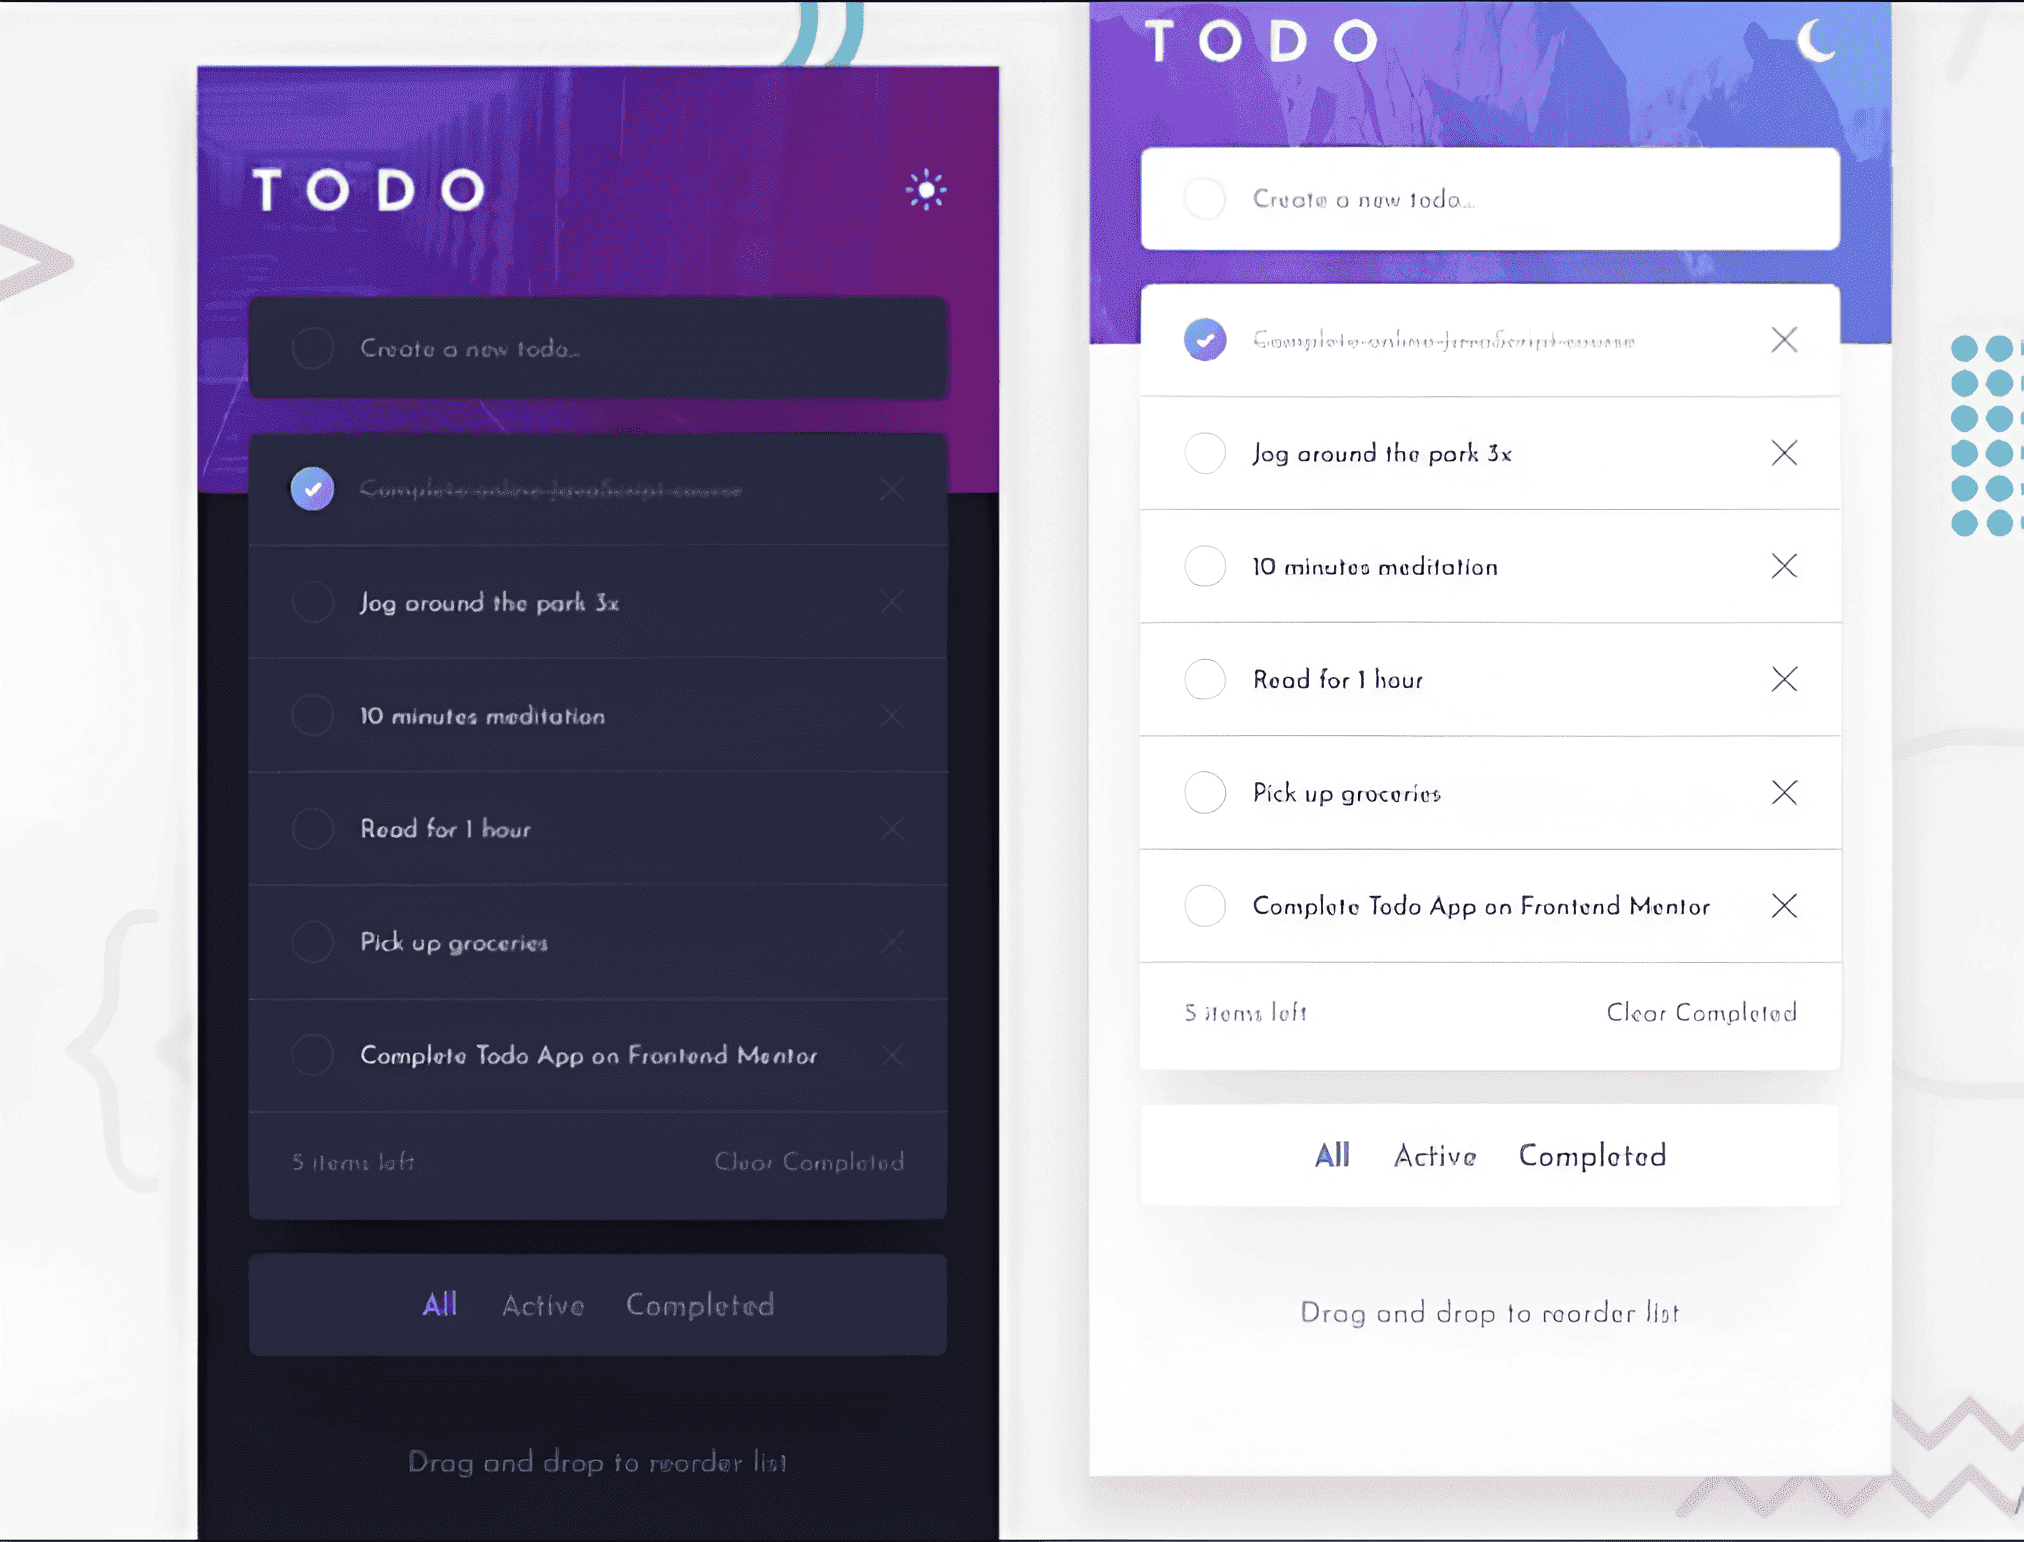 TODO
Create a new todo...
Complete online JavaScript course
Jog around the park 3x
10 minutes meditation
Read for 1 hour
Pick up groceries
Complete Todo App on Frontend Mentor
5 items left
Clear Completed
All
Active
Completed
Drag and drop to reorder list
TODO
Create a new todo...
Complete online JavaScript course
Jog around the park 3x
10 minutes meditation
Read for 1 hour
Pick up groceries
Complete Todo App on Frontend Mentor
5 items left
Clear Completed
All
Active
Completed
Drag and drop to reorder list